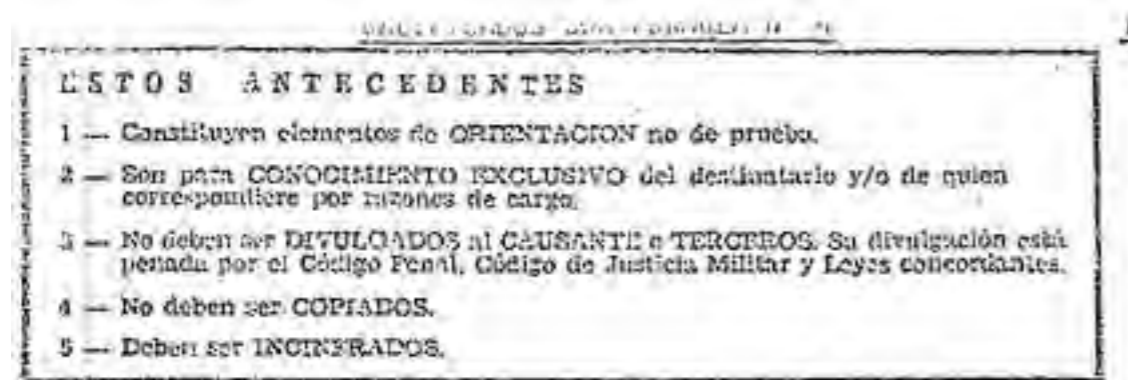 ESTOS ANTECEDENTES
1 — Constituyen elementos de ORIENTACION no de prueba.
2 — Son para CONOCIMIENTO EXCLUSIVO del destinatario y/o de quien
correspondiere por razones de cargo.
3 — No deben ser DIVULGADOS al CAUSANTE o TERCEROS. Su divulgación está
penada por el Código Penal, Código de Justicia Militar y Leyes concordantes.
4 — No deben ser COPIADOS.
5 — Deben ser INCINERADOS.